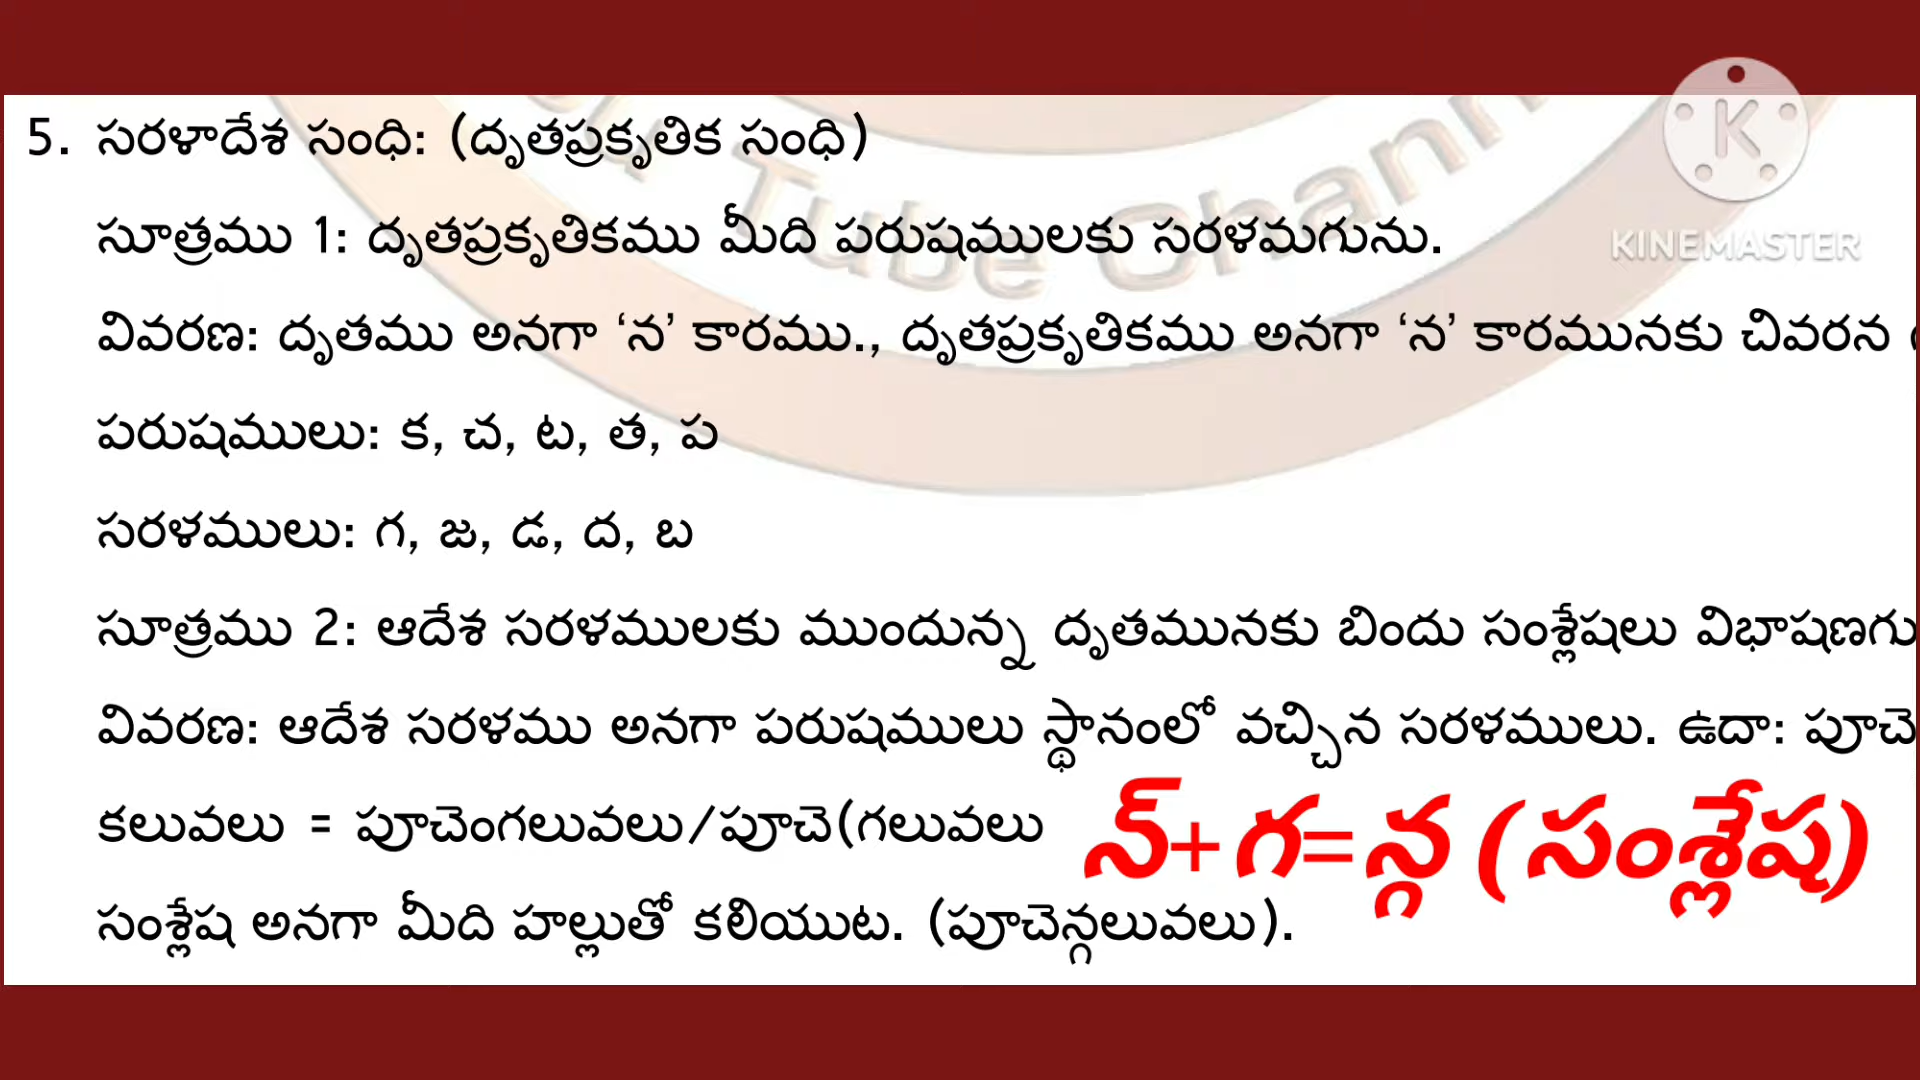 5. సరళాదేశ సంధి: (దృతప్రకృతిక సంధి)
సూత్రము 1: దృతప్రకృతికము మీది పరుషములకు సరళమగును.
వివరణ: దృతము అనగా ‘న’ కారము., దృతప్రకృతికము అనగా ‘న’ కారమునకు చివరన
పరుషములు: క, చ, ట, త, ప
సరళములు: గ, జ, డ, ద, బ
సూత్రము 2: ఆదేశ సరళములకు ముందున్న దృతమునకు బిందు సంశ్లేషలు విభాషణగు
వివరణ: ఆదేశ సరళము అనగా పరుషములు స్థానంలో వచ్చిన సరళములు. ఉదా: పూచె
కలువలు = పూచెంగలువలు/పూచె(గలువలు
న్+గ=న్గ (సంశ్లేష)
సంశ్లేష అనగా మీది హల్లుతో కలియుట. (పూచెన్గలువలు).
Tube Chann
K
KINEMASTER